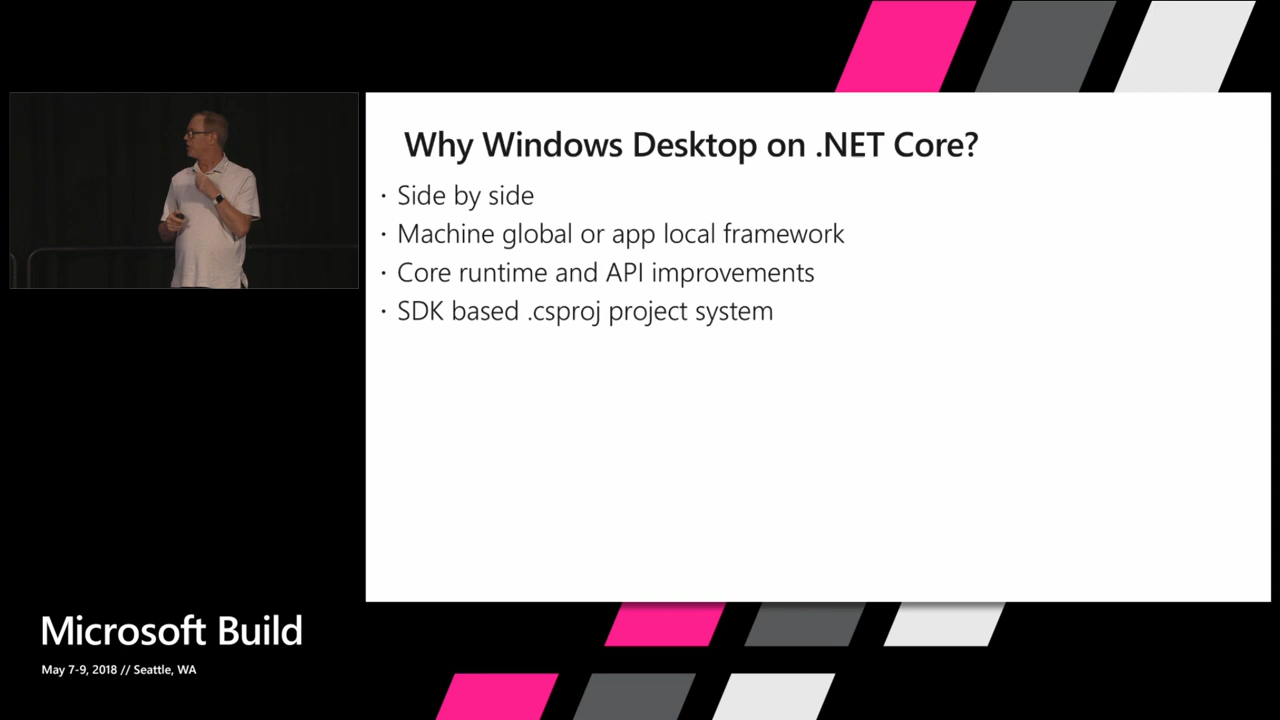 Why Windows Desktop on .NET Core?
· Side by side
· Machine global or app local framework
· Core runtime and API improvements
· SDK based .csproj project system
Microsoft Build
May 7-9, 2018 // Seattle, WA